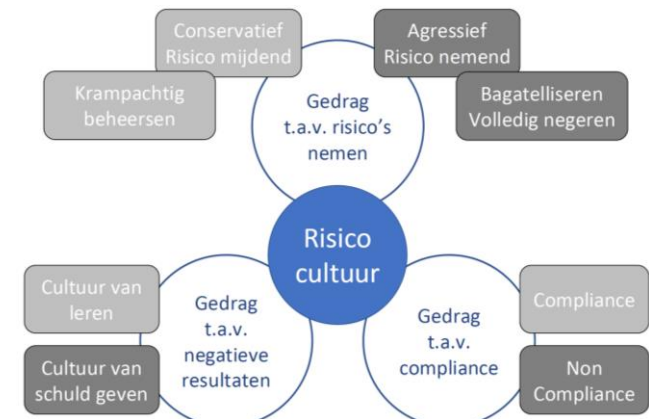 Conservatief
Risico mijdend
Agressief
Risico nemend
Krampachtig
beheersen
Gedrag
t.a.v. risico's
nemen
Bagatelliseren
Volledig negeren
Risico
cultuur
Cultuur van
leren
Cultuur van
schuld geven
Gedrag
t.a.v.
negatieve
resultaten
Gedrag
t.a.v.
compliance
Compliance
Non
Compliance